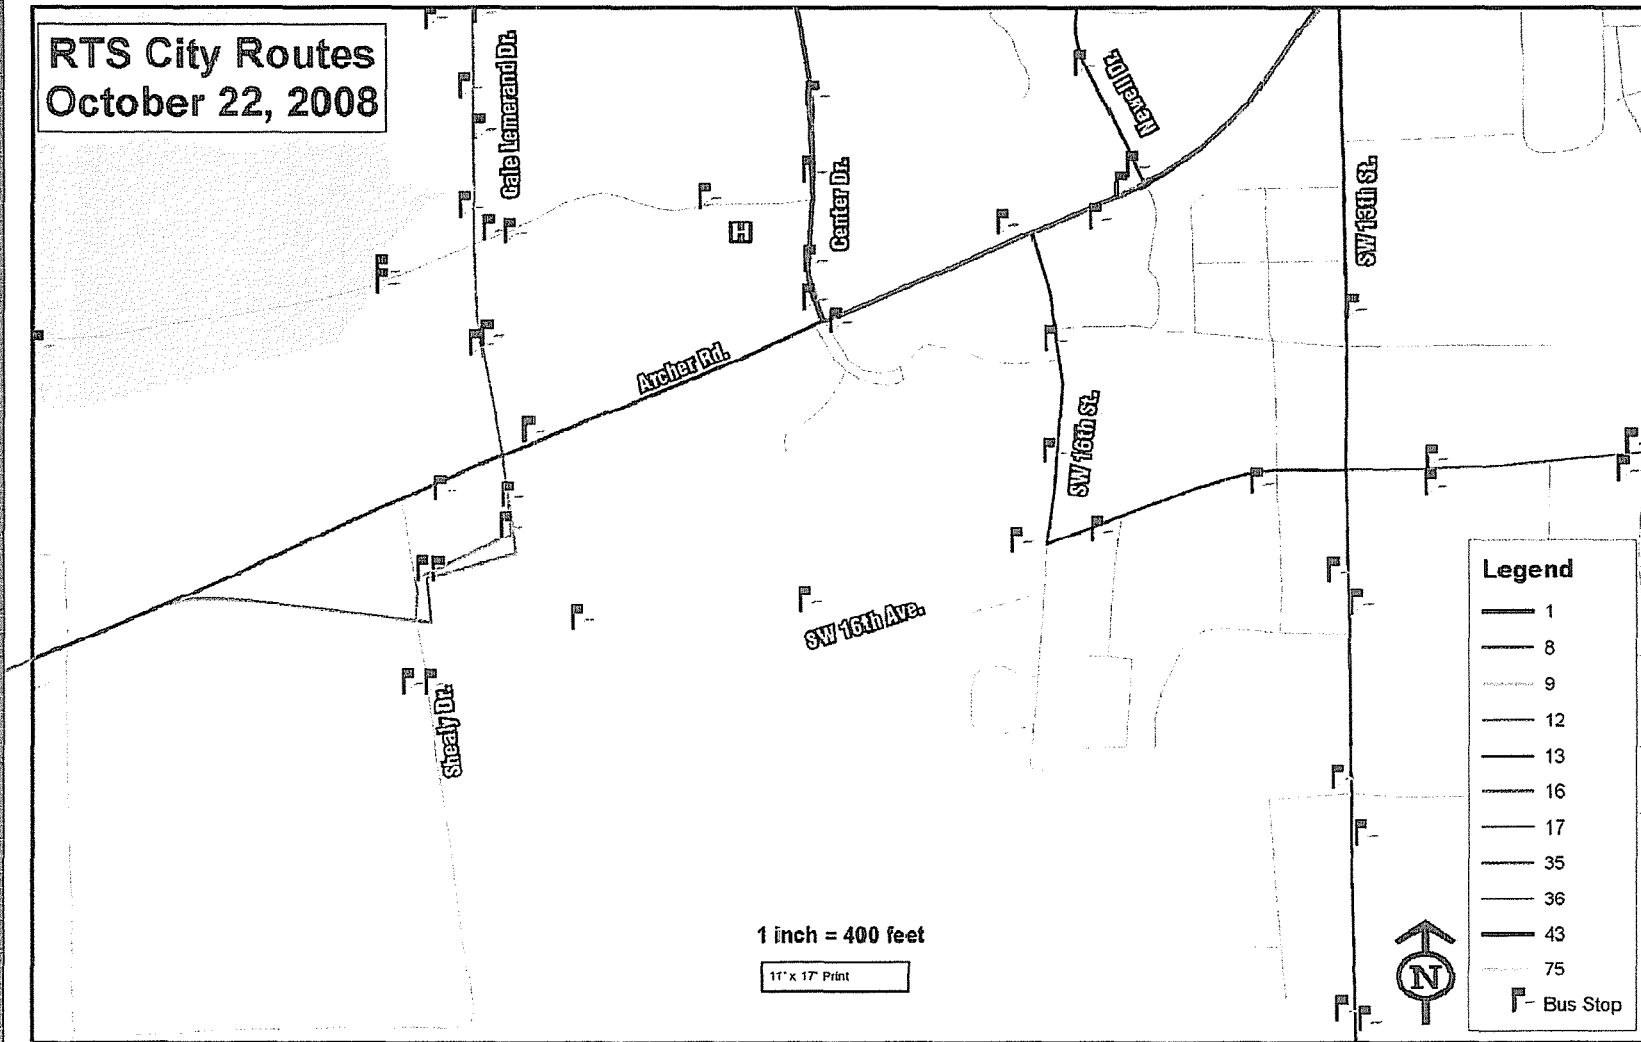 RTS City Routes
October 22, 2008
Gale Lemerand Dr.
Center Dr.
Newell Dr.
SW 13th St.
H
Archer Rd.
SW 16th St.
SW 16th Ave.
Shealy Dr.
1 inch = 400 feet
11" x 17" Print
N
Legend
1
8
9
12
13
16
17
35
36
43
75
Bus Stop